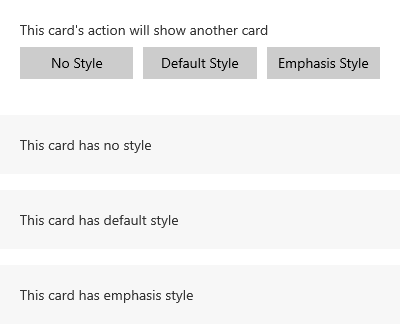 This card's action will show another card
No Style
Default Style
Emphasis Style
This card has no style
This card has default style
This card has emphasis style